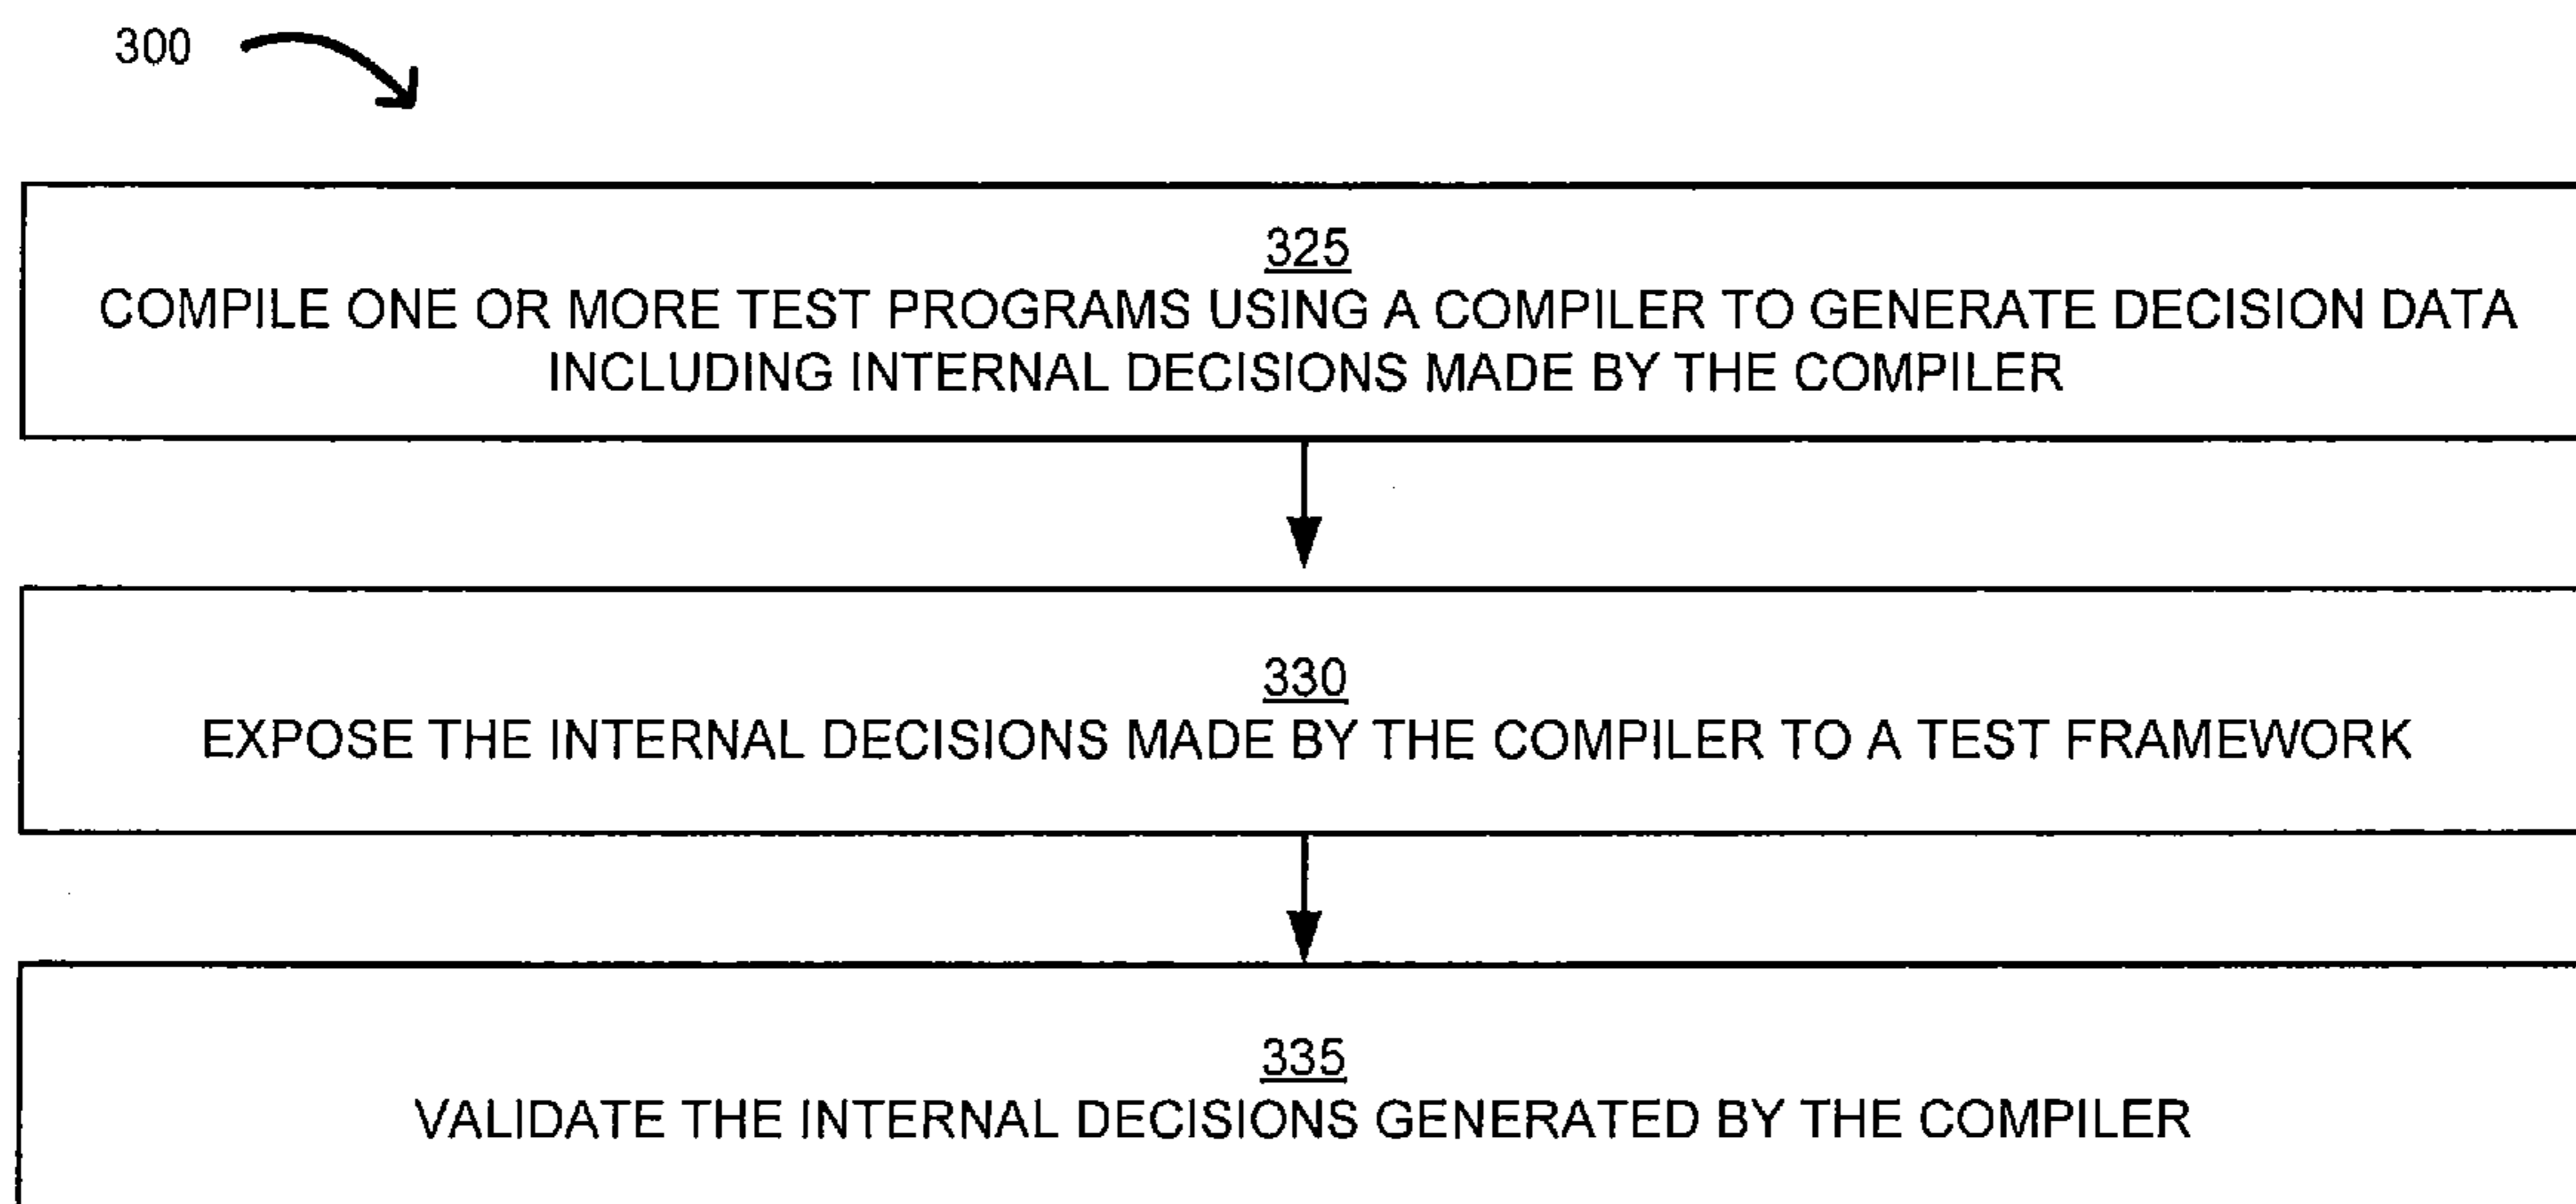 300
325
COMPILE ONE OR MORE TEST PROGRAMS USING A COMPILER TO GENERATE DECISION DATA
INCLUDING INTERNAL DECISIONS MADE BY THE COMPILER
330
EXPOSE THE INTERNAL DECISIONS MADE BY THE COMPILER TO A TEST FRAMEWORK
335
VALIDATE THE INTERNAL DECISIONS GENERATED BY THE COMPILER